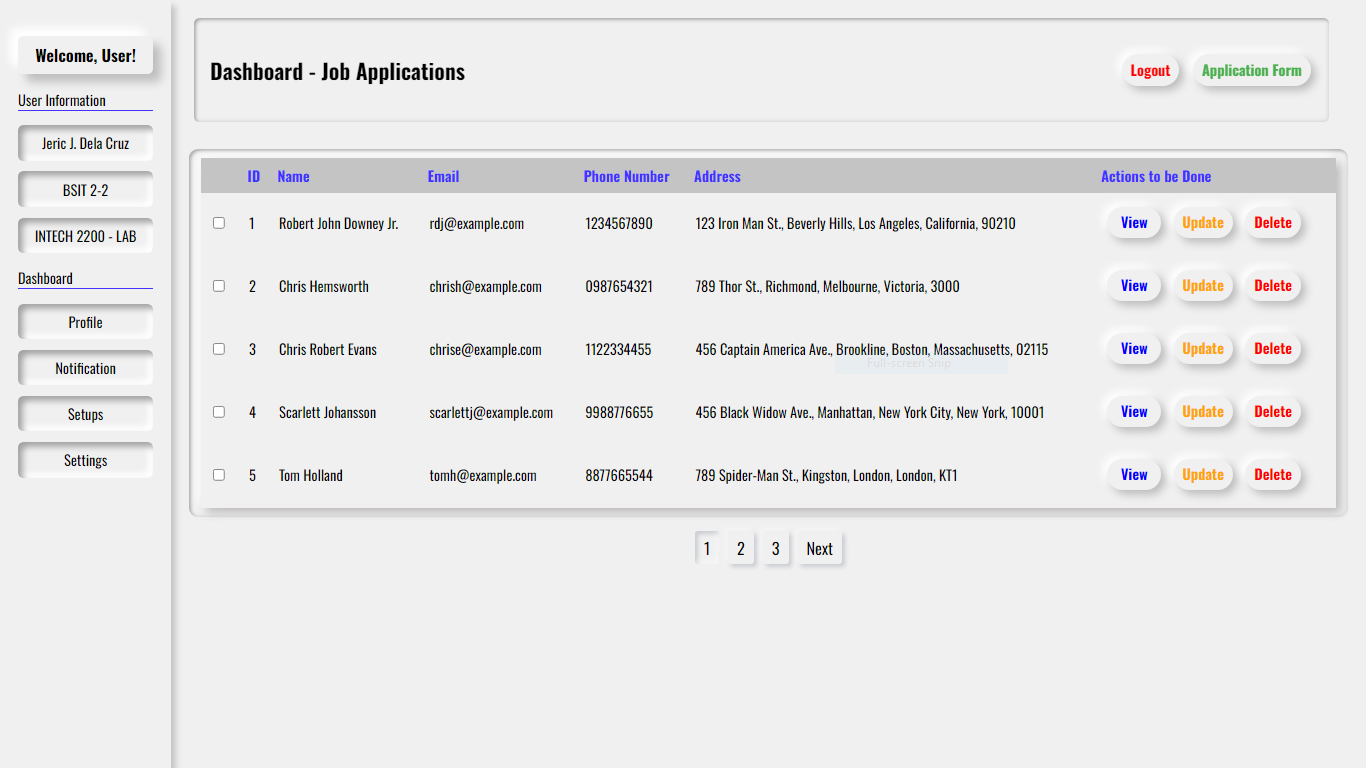 Welcome, User!
User Information
Jeric J. Dela Cruz
BSIT 2-2
INTECH 2200 - LAB
Dashboard
Profile
Notification
Setups
Settings
Dashboard - Job Applications
Logout Application Form
ID Name Email Phone Number Address Actions to be Done
1 Robert John Downey Jr. rdj@example.com 1234567890 123 Iron Man St., Beverly Hills, Los Angeles, California, 90210 View Update Delete
2 Chris Hemsworth chrish@example.com 0987654321 789 Thor St., Richmond, Melbourne, Victoria, 3000 View Update Delete
3 Chris Robert Evans chrise@example.com 1122334455 456 Captain America Ave., Brookline, Boston, Massachusetts, 02115 View Update Delete
Full-screen Snip
4 Scarlett Johansson scarlettj@example.com 9988776655 456 Black Widow Ave., Manhattan, New York City, New York, 10001 View Update Delete
5 Tom Holland tomh@example.com 8877665544 789 Spider-Man St., Kingston, London, London, KT1 View Update Delete
1 2 3 Next